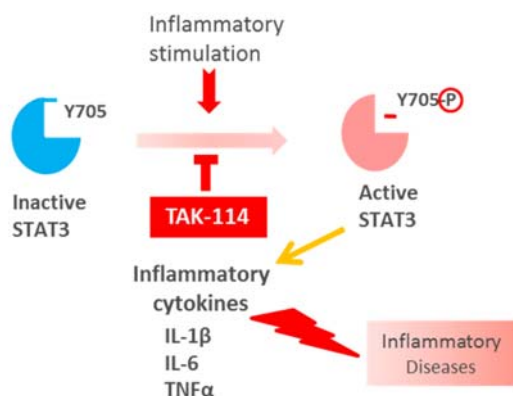 Inflammatory
stimulation
Y705
Y705-P
Inactive
STAT3
TAK-114
Active
STAT3
Inflammatory
cytokines
IL-1β
IL-6
TNFα
Inflammatory
Diseases